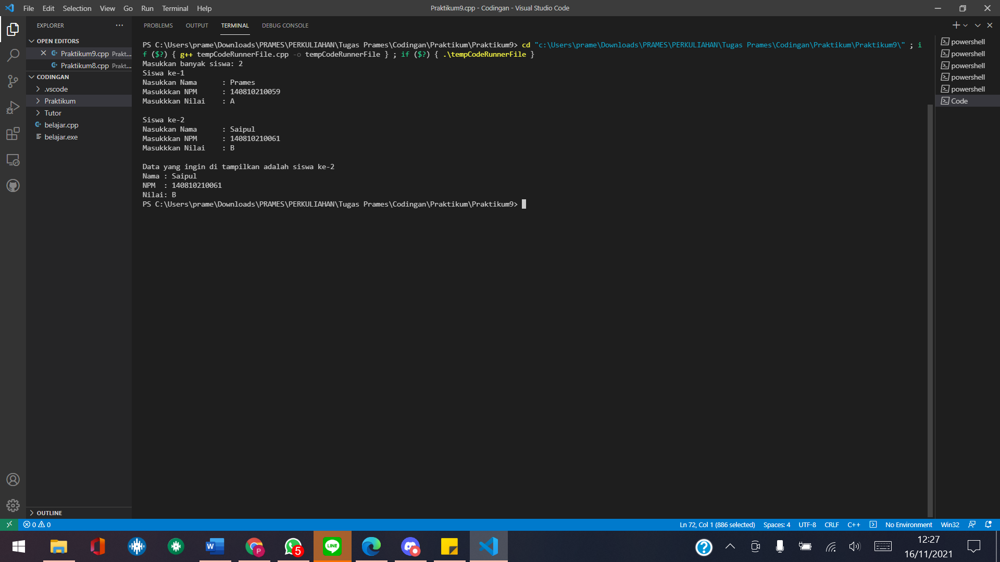 File Edit Selection View Go Run Terminal Help
Praktikum9.cpp - Codingan - Visual Studio Code
EXPLORER
OPEN EDITORS
Praktikum9.cpp Prakt...
Praktikum8.cpp Prakt...
CODINGAN
.vscode
Praktikum
Tutor
belajar.cpp
belajar.exe
OUTLINE
PROBLEMS OUTPUT TERMINAL DEBUG CONSOLE
PS C:\Users\prame\Downloads\PRAMES\PERKULIAHAN\Tugas Prames\Codingan\Praktikum\Praktikum9> cd "c:\Users\prame\Downloads\PRAMES\PERKULIAHAN\Tugas Prames\Codingan\Praktikum\Praktikum9\" ; i
f ($?) { g++ tempCodeRunnerFile.cpp -o tempCodeRunnerFile } ; if ($?) { .\tempCodeRunnerFile }
Masukkan banyak siswa: 2
Siswa ke-1
Nasukkan Nama : Prames
Masukkkan NPM : 140810210059
Masukkkan Nilai : A
Siswa ke-2
Nasukkan Nama : Saipul
Masukkkan NPM : 140810210061
Masukkkan Nilai : B
Data yang ingin di tampilkan adalah siswa ke-2
Nama : Saipul
NPM : 140810210061
Nilai: B
PS C:\Users\prame\Downloads\PRAMES\PERKULIAHAN\Tugas Prames\Codingan\Praktikum\Praktikum9>
powershell
powershell
powershell
powershell
powershell
Code
0 0
Ln 72, Col 1 (886 selected) Spaces: 4 UTF-8 CRLF C++ No Environment Win32
W
P
5
LINE
?
12:27
16/11/2021